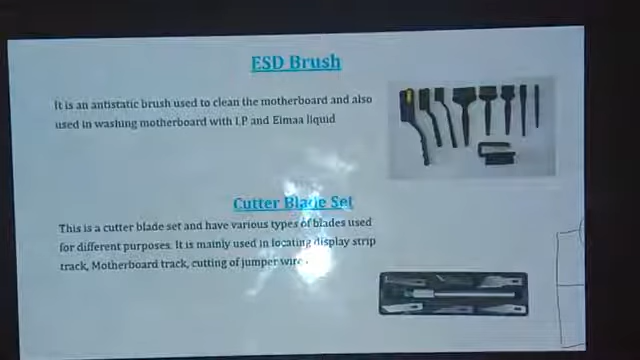 ESD Brush
It is an antistatic brush used to clean the motherboard and also
used in washing motherboard with I.P and Eimaa liquid
Cutter Blade Set
This is a cutter blade set and have various types of blades used
for different purposes. It is mainly used in locating display strip
track, Motherboard track, cutting of jumper wire.